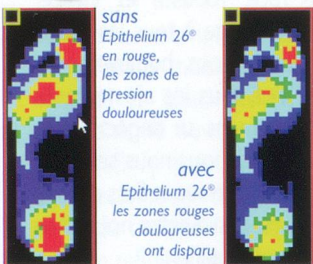 sans
Epithelium 26®
en rouge,
les zones de
pression
douloureuses
avec
Epithelium 26®
les zones rouges
douloureuses
ont disparu